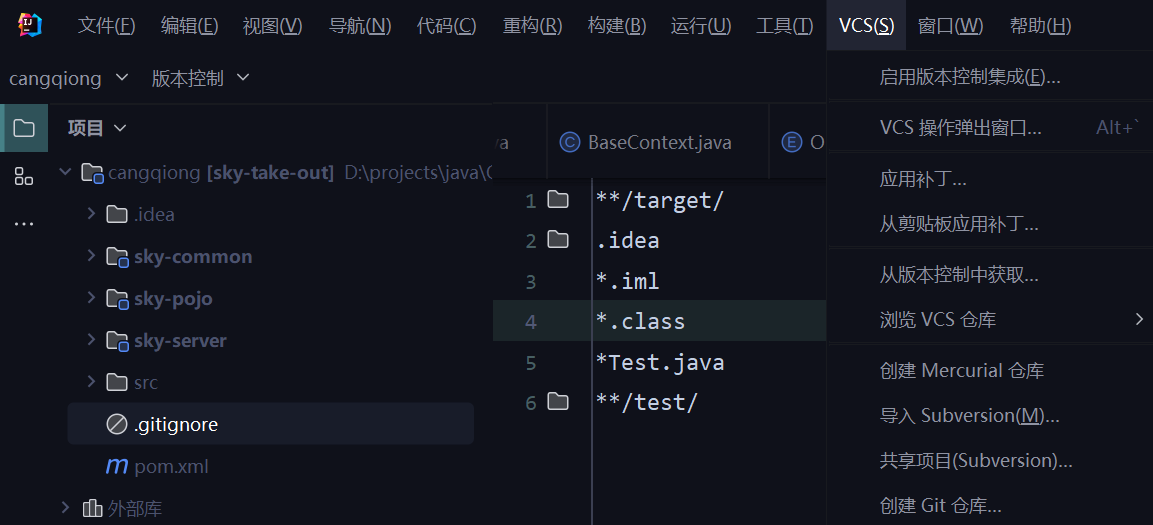 文件(F) 编辑(E) 视图(V) 导航(N) 代码(C) 重构(R) 构建(B) 运行(U) 工具(T) VCS(S) 窗口(W) 帮助(H)
cangqiong 版本控制
项目
cangqiong [sky-take-out] D:\projects\java\
.idea
sky-common
sky-pojo
sky-server
src
.gitignore
pom.xml
外部库
BaseContext.java
1 **/target/
2 .idea
3 *.iml
4 *.class
5 *Test.java
6 **/test/
启用版本控制集成(E)...
VCS 操作弹出窗口... Alt+`
应用补丁...
从剪贴板应用补丁...
从版本控制中获取...
浏览 VCS 仓库
创建 Mercurial 仓库
导入 Subversion(M)...
共享项目(Subversion)...
创建 Git 仓库...